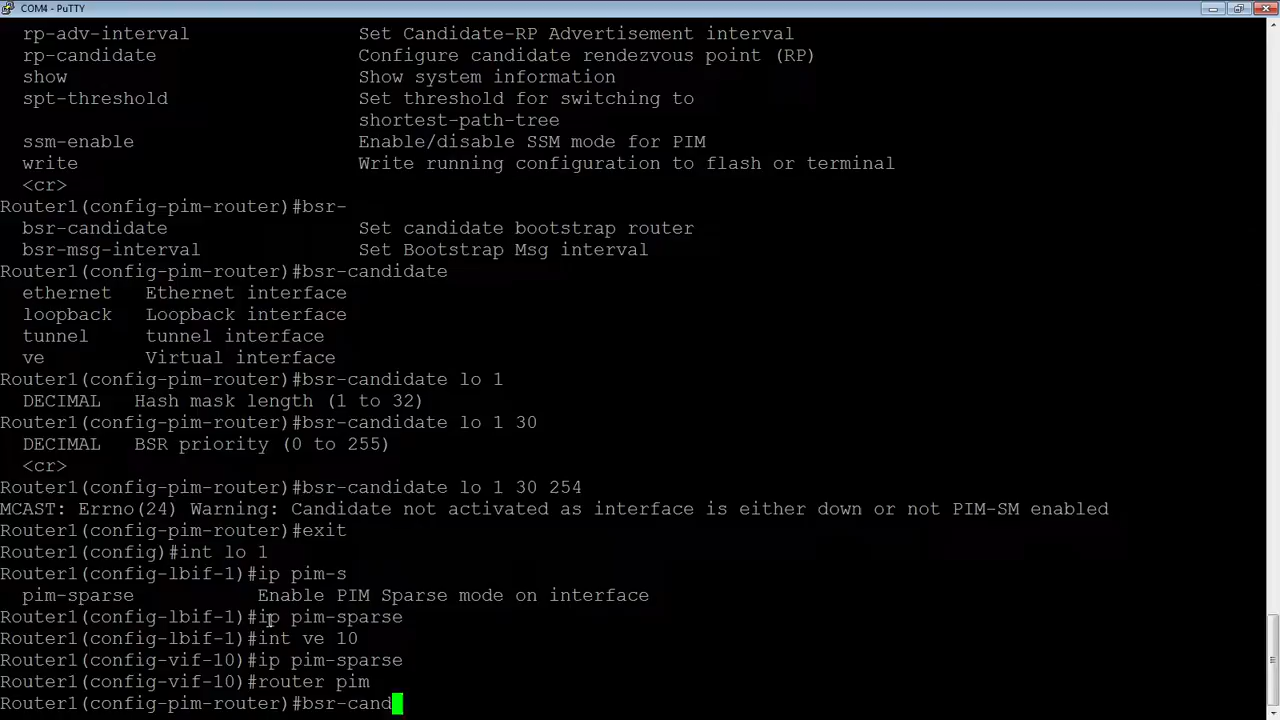 COM4 - PuTTY
rp-adv-interval Set Candidate-RP Advertisement interval
rp-candidate Configure candidate rendezvous point (RP)
show Show system information
spt-threshold Set threshold for switching to
shortest-path-tree
ssm-enable Enable/disable SSM mode for PIM
write Write running configuration to flash or terminal
<cr>
Router1(config-pim-router)#bsr-
bsr-candidate Set candidate bootstrap router
bsr-msg-interval Set Bootstrap Msg interval
Router1(config-pim-router)#bsr-candidate
ethernet Ethernet interface
loopback Loopback interface
tunnel tunnel interface
ve Virtual interface
Router1(config-pim-router)#bsr-candidate lo 1
DECIMAL Hash mask length (1 to 32)
Router1(config-pim-router)#bsr-candidate lo 1 30
DECIMAL BSR priority (0 to 255)
<cr>
Router1(config-pim-router)#bsr-candidate lo 1 30 254
MCAST: Errno(24) Warning: Candidate not activated as interface is either down or not PIM-SM enabled
Router1(config-pim-router)#exit
Router1(config)#int lo 1
Router1(config-lbif-1)#ip pim-s
pim-sparse Enable PIM Sparse mode on interface
Router1(config-lbif-1)#ip pim-sparse
Router1(config-lbif-1)#int ve 10
Router1(config-vif-10)#ip pim-sparse
Router1(config-vif-10)#router pim
Router1(config-pim-router)#bsr-cand